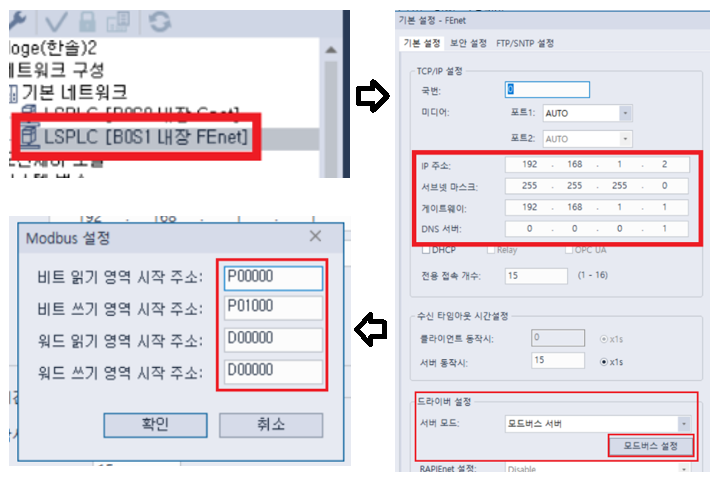 loge(한솔)2
네트워크 구성
기본 네트워크
LSPLC [B0S1 내장 FEnet]
기본 설정 - FEnet
기본 설정 보안 설정 FTP/SNTP 설정
TCP/IP 설정
국번: 0
미디어: 포트1: AUTO
포트2: AUTO
IP 주소: 192 . 168 . 1 . 2
서브넷 마스크: 255 . 255 . 255 . 0
게이트웨이: 192 . 168 . 1 . 1
DNS 서버: 0 . 0 . 0 . 1
DHCP Relay OPC UA
전용 접속 개수: 15 (1 - 16)
수신 타임아웃 시간설정
클라이언트 동작시: 0 x1s
서버 동작시: 15 x1s
드라이버 설정
서버 모드: 모드버스 서버
모드버스 설정
RAPIEnet 설정: Disable
Modbus 설정
비트 읽기 영역 시작 주소: P00000
비트 쓰기 영역 시작 주소: P01000
워드 읽기 영역 시작 주소: D00000
워드 쓰기 영역 시작 주소: D00000
확인 취소